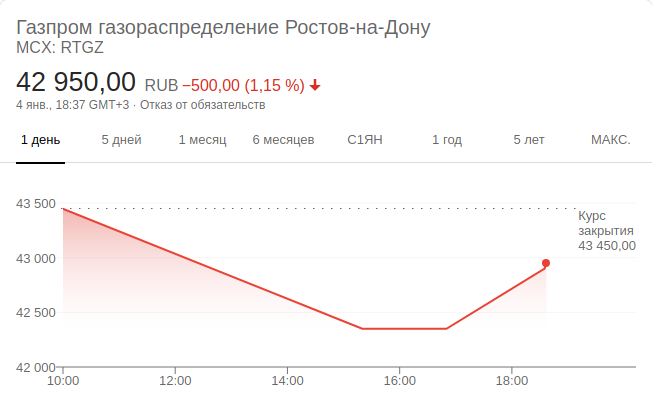 Газпром газораспределение Ростов-на-Дону
MCX: RTGZ
42 950,00 RUB −500,00 (1,15 %)
4 янв., 18:37 GMT+3 · Отказ от обязательств
1 день 5 дней 1 месяц 6 месяцев С1ЯН 1 год 5 лет МАКС.
43 500
Курс
закрытия
43 450,00
43 000
42 500
42 000
10:00 12:00 14:00 16:00 18:00